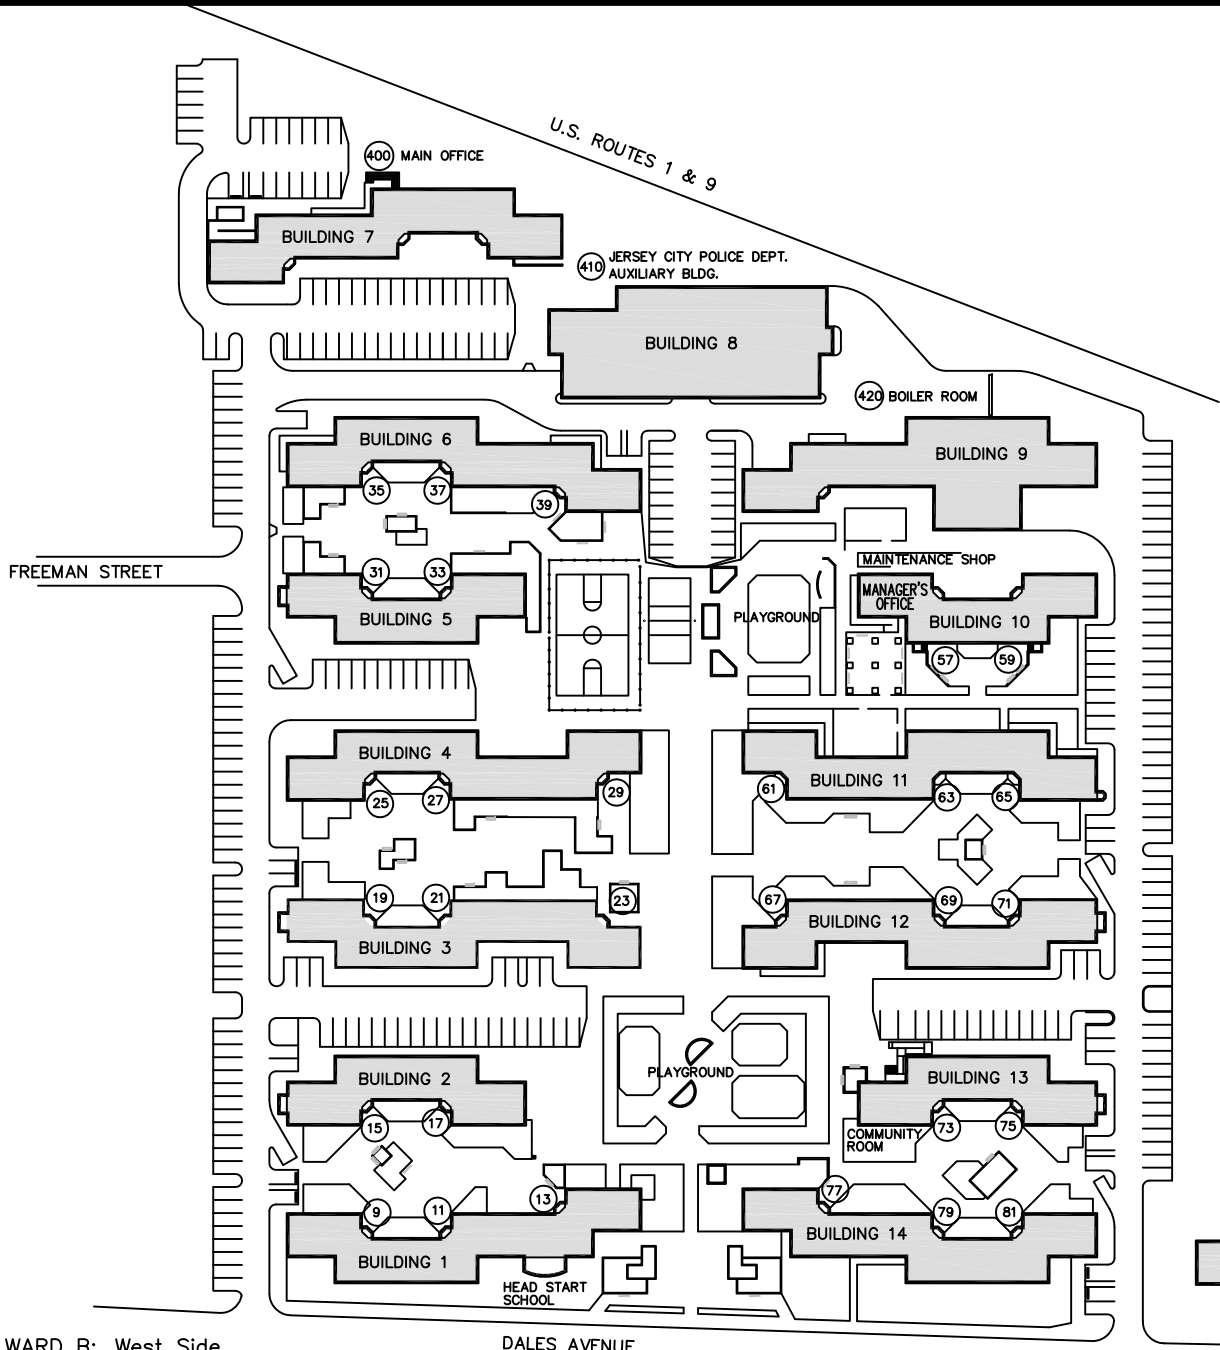 U.S. ROUTES 1 & 9
400 MAIN OFFICE
BUILDING 7
410 JERSEY CITY POLICE DEPT.
AUXILIARY BLDG.
BUILDING 8
420 BOILER ROOM
BUILDING 6
BUILDING 9
35 37 39
FREEMAN STREET
31 33
MAINTENANCE SHOP
MANAGER'S
OFFICE
BUILDING 5
PLAYGROUND
BUILDING 10
57 59
BUILDING 4
BUILDING 11
25 27 29
61 63 65
19 21 23
67 69 71
BUILDING 3
BUILDING 12
PLAYGROUND
BUILDING 2
BUILDING 13
15 17
73 75
COMMUNITY
ROOM
9 11 13
77 79 81
BUILDING 1
BUILDING 14
HEAD START
SCHOOL
WARD B: West Side
DALES AVENUE